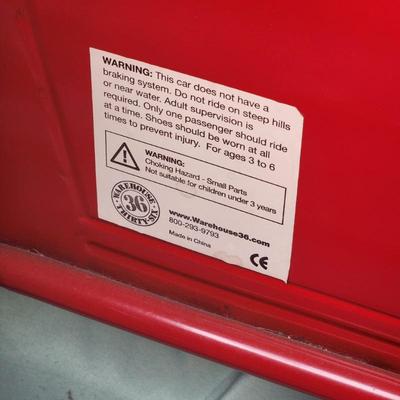 WARNING: This car does not have a
braking system. Do not ride on steep hills
or near water. Adult supervision is
required. Only one passenger should ride
at a time. Shoes should be worn at all
times to prevent injury. For ages 3 to 6
WARNING:
Choking Hazard - Small Parts
Not suitable for children under 3 years
WAREHOUSE
36
THIRTY-SIX
www.Warehouse36.com
800-293-9793
Made in China
CE